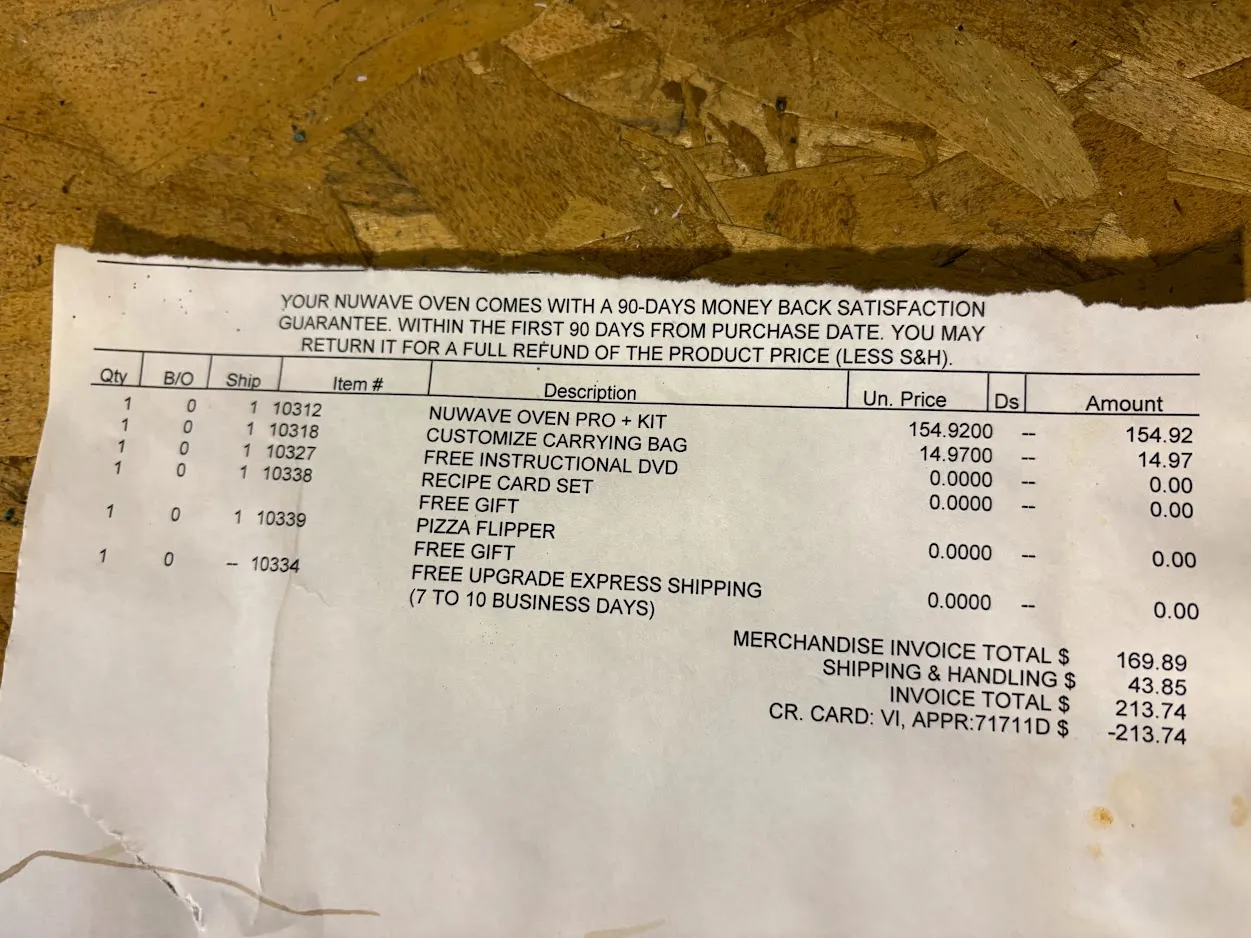 YOUR NUWAVE OVEN COMES WITH A 90-DAYS MONEY BACK SATISFACTION
GUARANTEE. WITHIN THE FIRST 90 DAYS FROM PURCHASE DATE. YOU MAY
RETURN IT FOR A FULL REFUND OF THE PRODUCT PRICE (LESS S&H).
Qty B/O Ship Item # Description Un. Price Ds Amount
1 0 1 10312 NUWAVE OVEN PRO + KIT 154.9200 -- 154.92
1 0 1 10318 CUSTOMIZE CARRYING BAG 14.9700 -- 14.97
1 0 1 10327 FREE INSTRUCTIONAL DVD 0.0000 -- 0.00
1 0 1 10338 RECIPE CARD SET 0.0000 -- 0.00
FREE GIFT
1 0 1 10339 PIZZA FLIPPER 0.0000 -- 0.00
FREE GIFT
1 0 -- 10334 FREE UPGRADE EXPRESS SHIPPING 0.0000 -- 0.00
(7 TO 10 BUSINESS DAYS)
MERCHANDISE INVOICE TOTAL $ 169.89
SHIPPING & HANDLING $ 43.85
INVOICE TOTAL $ 213.74
CR. CARD: VI, APPR:71711D $ -213.74